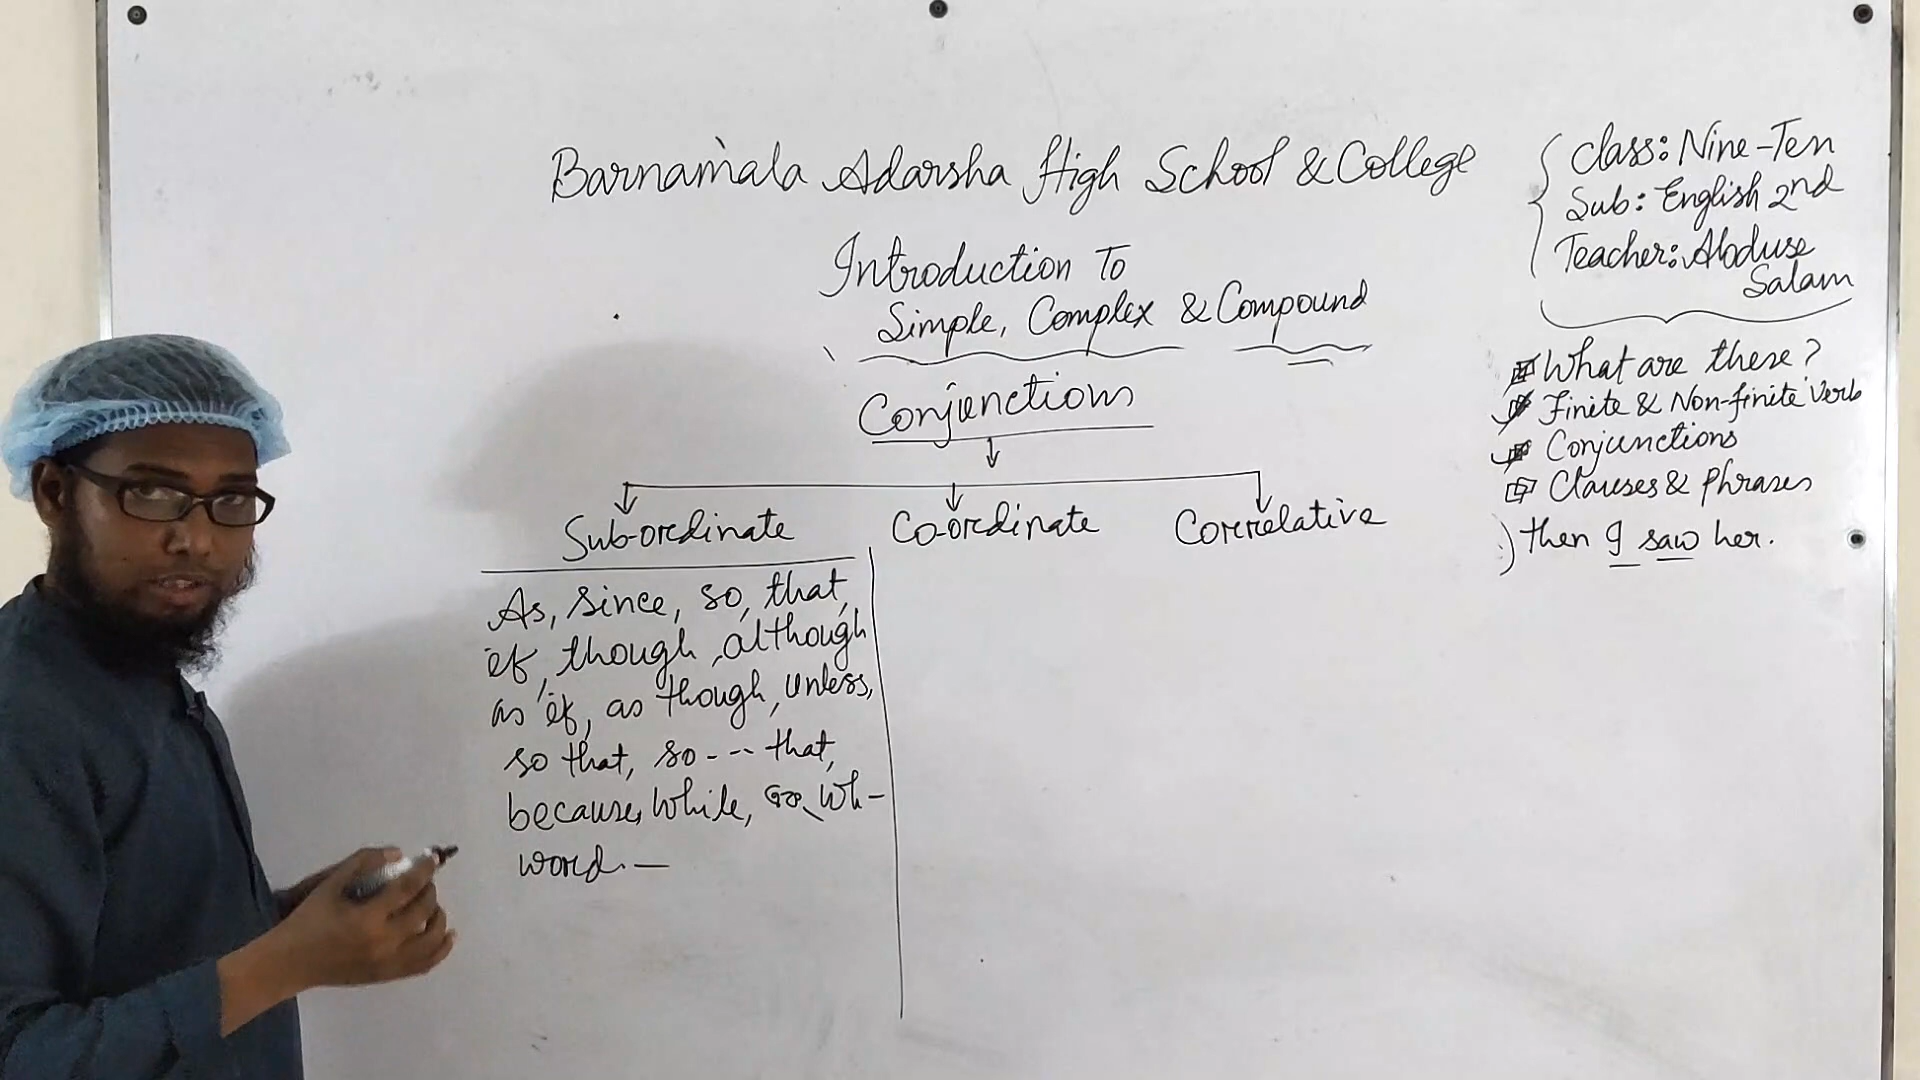 Barnamala Adarsha High School & College
Introduction To
Simple, Complex & Compound
Conjunctions
Sub-ordinate Co-ordinate Correlative
As, since, so, that,
if, though, although
as if, as though, unless,
so that, so --- that,
because, while, Wh-
word. —
Class: Nine-Ten
Sub: English 2nd
Teacher: Abduse
Salam
What are these?
Finite & Non-finite Verb
Conjunctions
Clauses & Phrases
then I saw her.